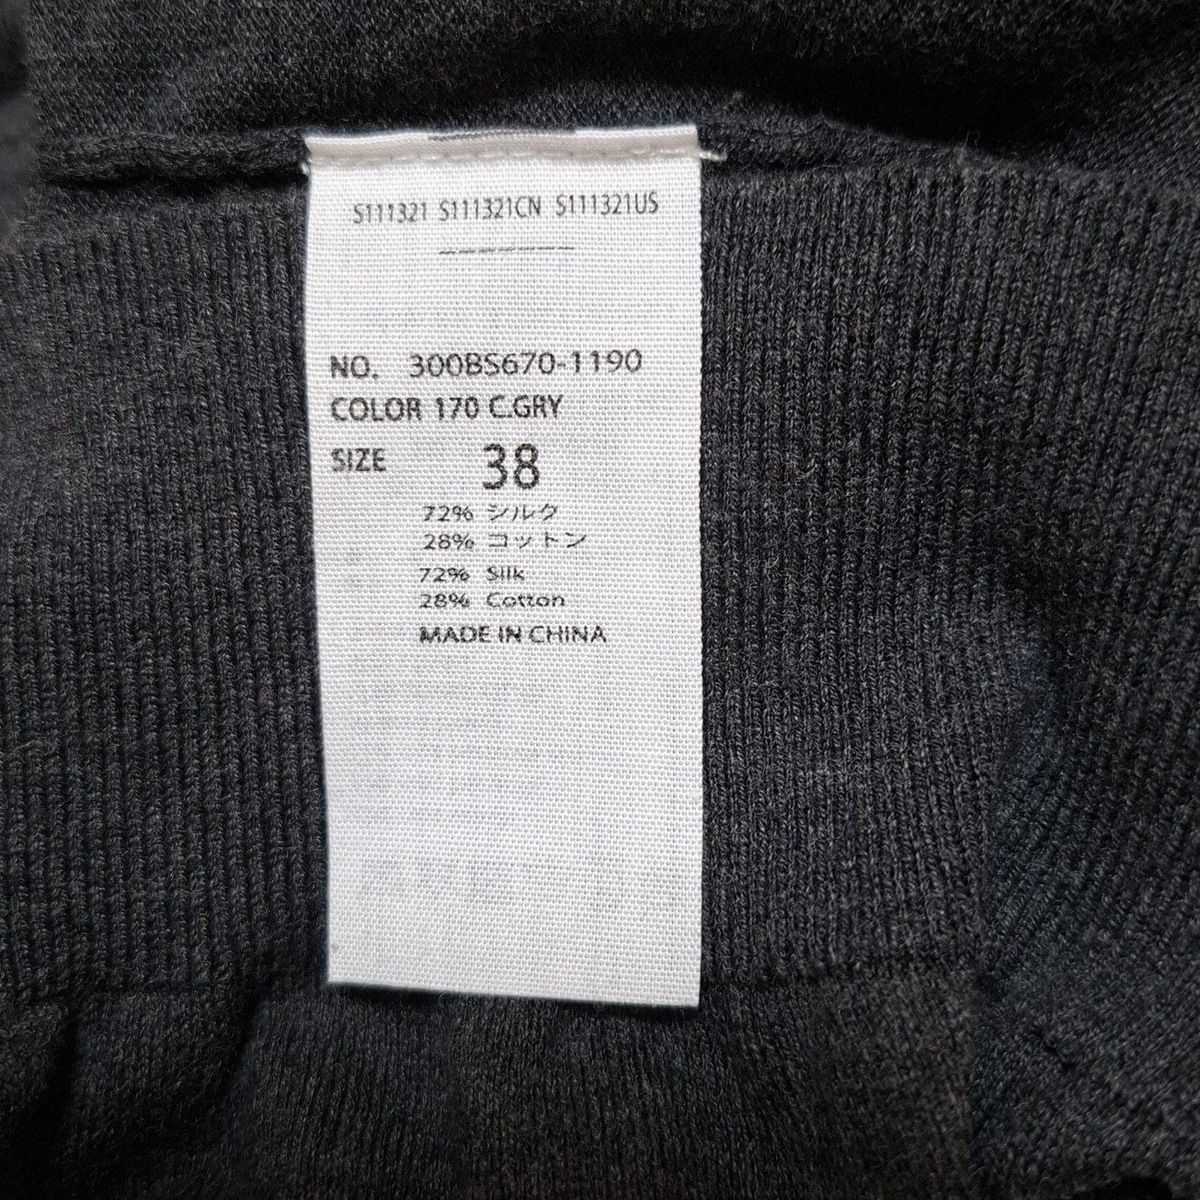 S111321 S111321CN S111321US
-------
NO. 300BS670-1190
COLOR 170 C.GRY
SIZE 38
72% シルク
28% コットン
72% Silk
28% Cotton
MADE IN CHINA